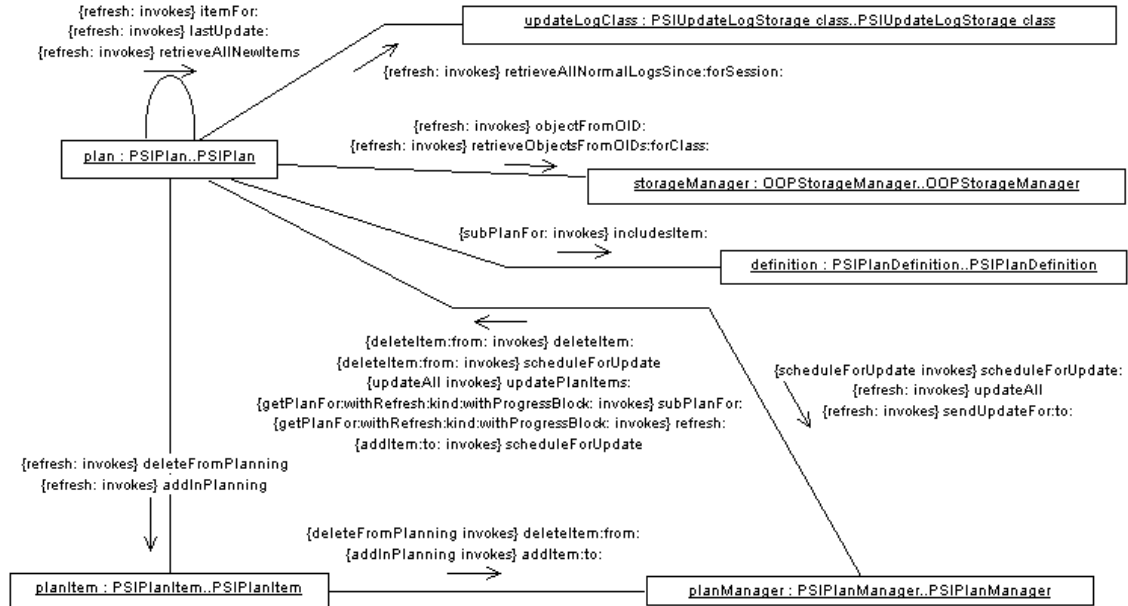 {refresh: invokes} itemFor:
{refresh: invokes} lastUpdate:
{refresh: invokes} retrieveAllNewItems
updateLogClass : PSIUpdateLogStorage class..PSIUpdateLogStorage class
{refresh: invokes} retrieveAllNormalLogsSince:forSession:
plan : PSIPlan..PSIPlan
{refresh: invokes} objectFromOID:
{refresh: invokes} retrieveObjectsFromOIDs:forClass:
storageManager : OOPStorageManager..OOPStorageManager
{subPlanFor: invokes} includesItem:
definition : PSIPlanDefinition..PSIPlanDefinition
{deleteItem:from: invokes} deleteItem:
{deleteItem:from: invokes} scheduleForUpdate
{updateAll invokes} updatePlanItems:
{getPlanFor:withRefresh:kind:withProgressBlock: invokes} subPlanFor:
{getPlanFor:withRefresh:kind:withProgressBlock: invokes} refresh:
{addItem:to: invokes} scheduleForUpdate
{scheduleForUpdate invokes} scheduleForUpdate:
{refresh: invokes} updateAll
{refresh: invokes} sendUpdateFor:to:
{refresh: invokes} deleteFromPlanning
{refresh: invokes} addInPlanning
{deleteFromPlanning invokes} deleteItem:from:
{addInPlanning invokes} addItem:to:
planItem : PSIPlanItem..PSIPlanItem
planManager : PSIPlanManager..PSIPlanManager